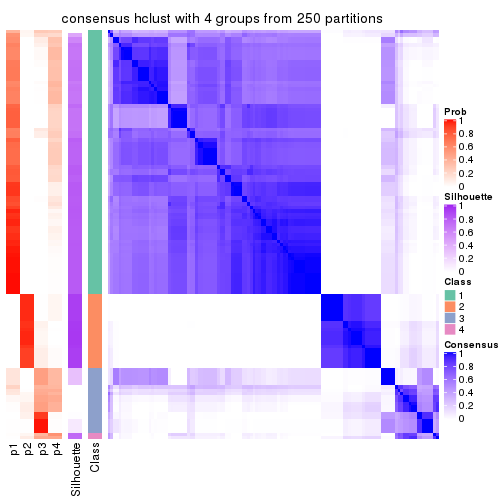 consensus hclust with 4 groups from 250 partitions
Prob
1
0.8
0.6
0.4
0.2
0
Silhouette
1
0.8
0.6
0.4
0.2
0
Class
1
2
3
4
Consensus
1
0.8
0.6
0.4
0.2
0
p1
p2
p3
p4
Silhouette
Class